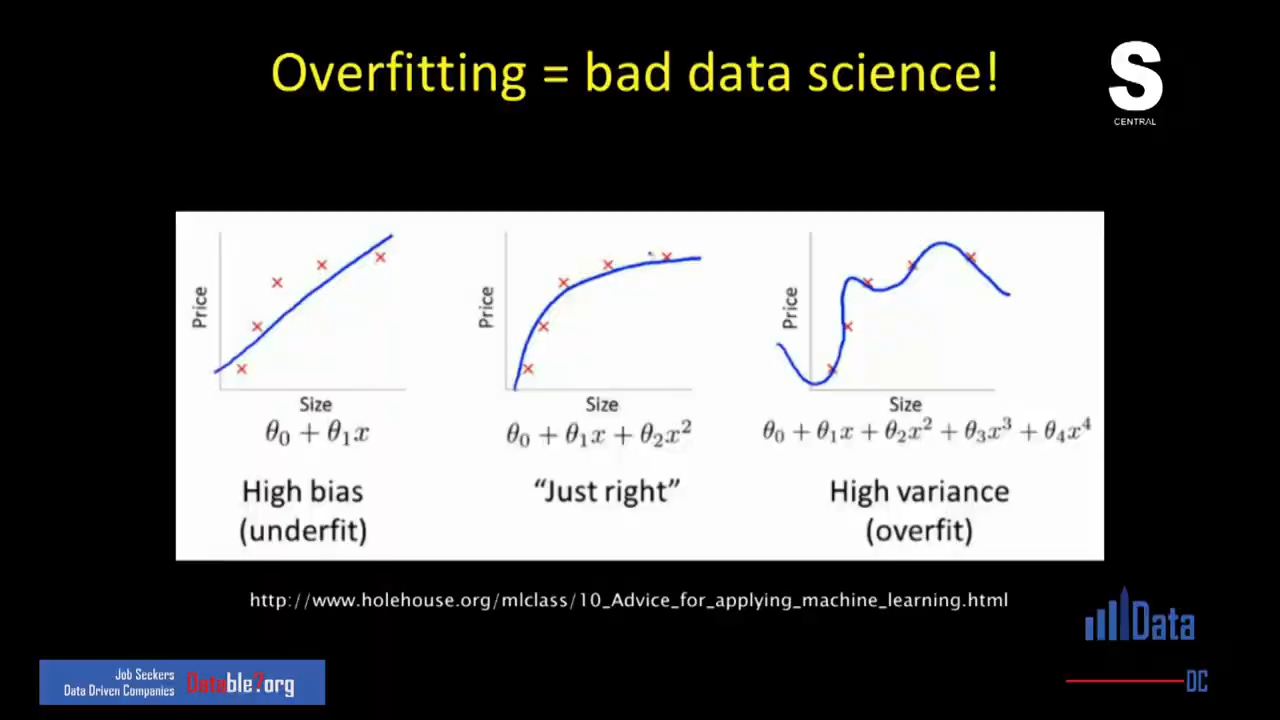 Overfitting = bad data science!
S
CENTRAL
Price
Size
θ₀ + θ₁x
High bias
(underfit)
Price
Size
θ₀ + θ₁x + θ₂x²
“Just right”
Price
Size
θ₀ + θ₁x + θ₂x² + θ₃x³ + θ₄x⁴
High variance
(overfit)
http://www.holehouse.org/mlclass/10_Advice_for_applying_machine_learning.html
Job Seekers
Data Driven Companies
Datable?org
Data
DC